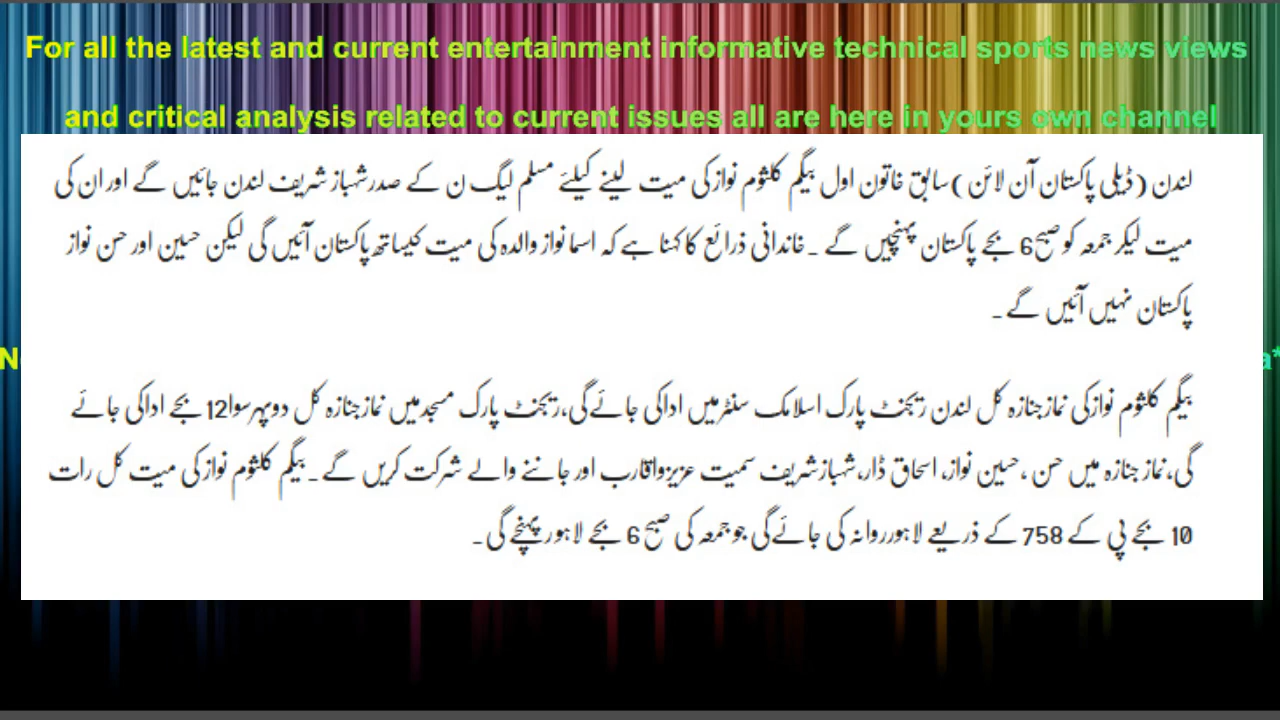 For all the latest and current entertainment informative technical sports news views
and critical analysis related to current issues all are here in yours own channel
لندن (ڈیلی پاکستان آن لائن)سابق خاتون اول بیگم کلثوم نواز کی میت لینے کیلئے مسلم لیگ ن کے صدر شہباز شریف لندن جائیں گے اور ان کی
میت لیکر جمعہ کو صبح 6 بجے پاکستان پہنچیں گے ۔خاندانی ذرائع کا کہنا ہے کہ اسما نواز والدہ کی میت کیساتھ پاکستان آئیں گی لیکن حسین اور حسن نواز
پاکستان نہیں آئیں گے ۔
بیگم کلثوم نواز کی نماز جنازہ کل لندن ریجنٹ پارک اسلامک سنٹر میں ادا کی جائے گی،ریجنٹ پارک مسجد میں نماز جنازہ کل دوپہر سوا12 بجے ادا کی جائے
گی،نماز جنازہ میں حسن ،حسین نواز، اسحاق ڈار،شہباز شریف سمیت عزیز واقارب اور جاننے والے شرکت کریں گے ۔بیگم کلثوم نواز کی میت کل رات
10 بجے پی کے 758 کے ذریعے لاہور روانہ کی جائے گی جو جمعہ کی صبح 6 بجے لاہور پہنچے گی۔